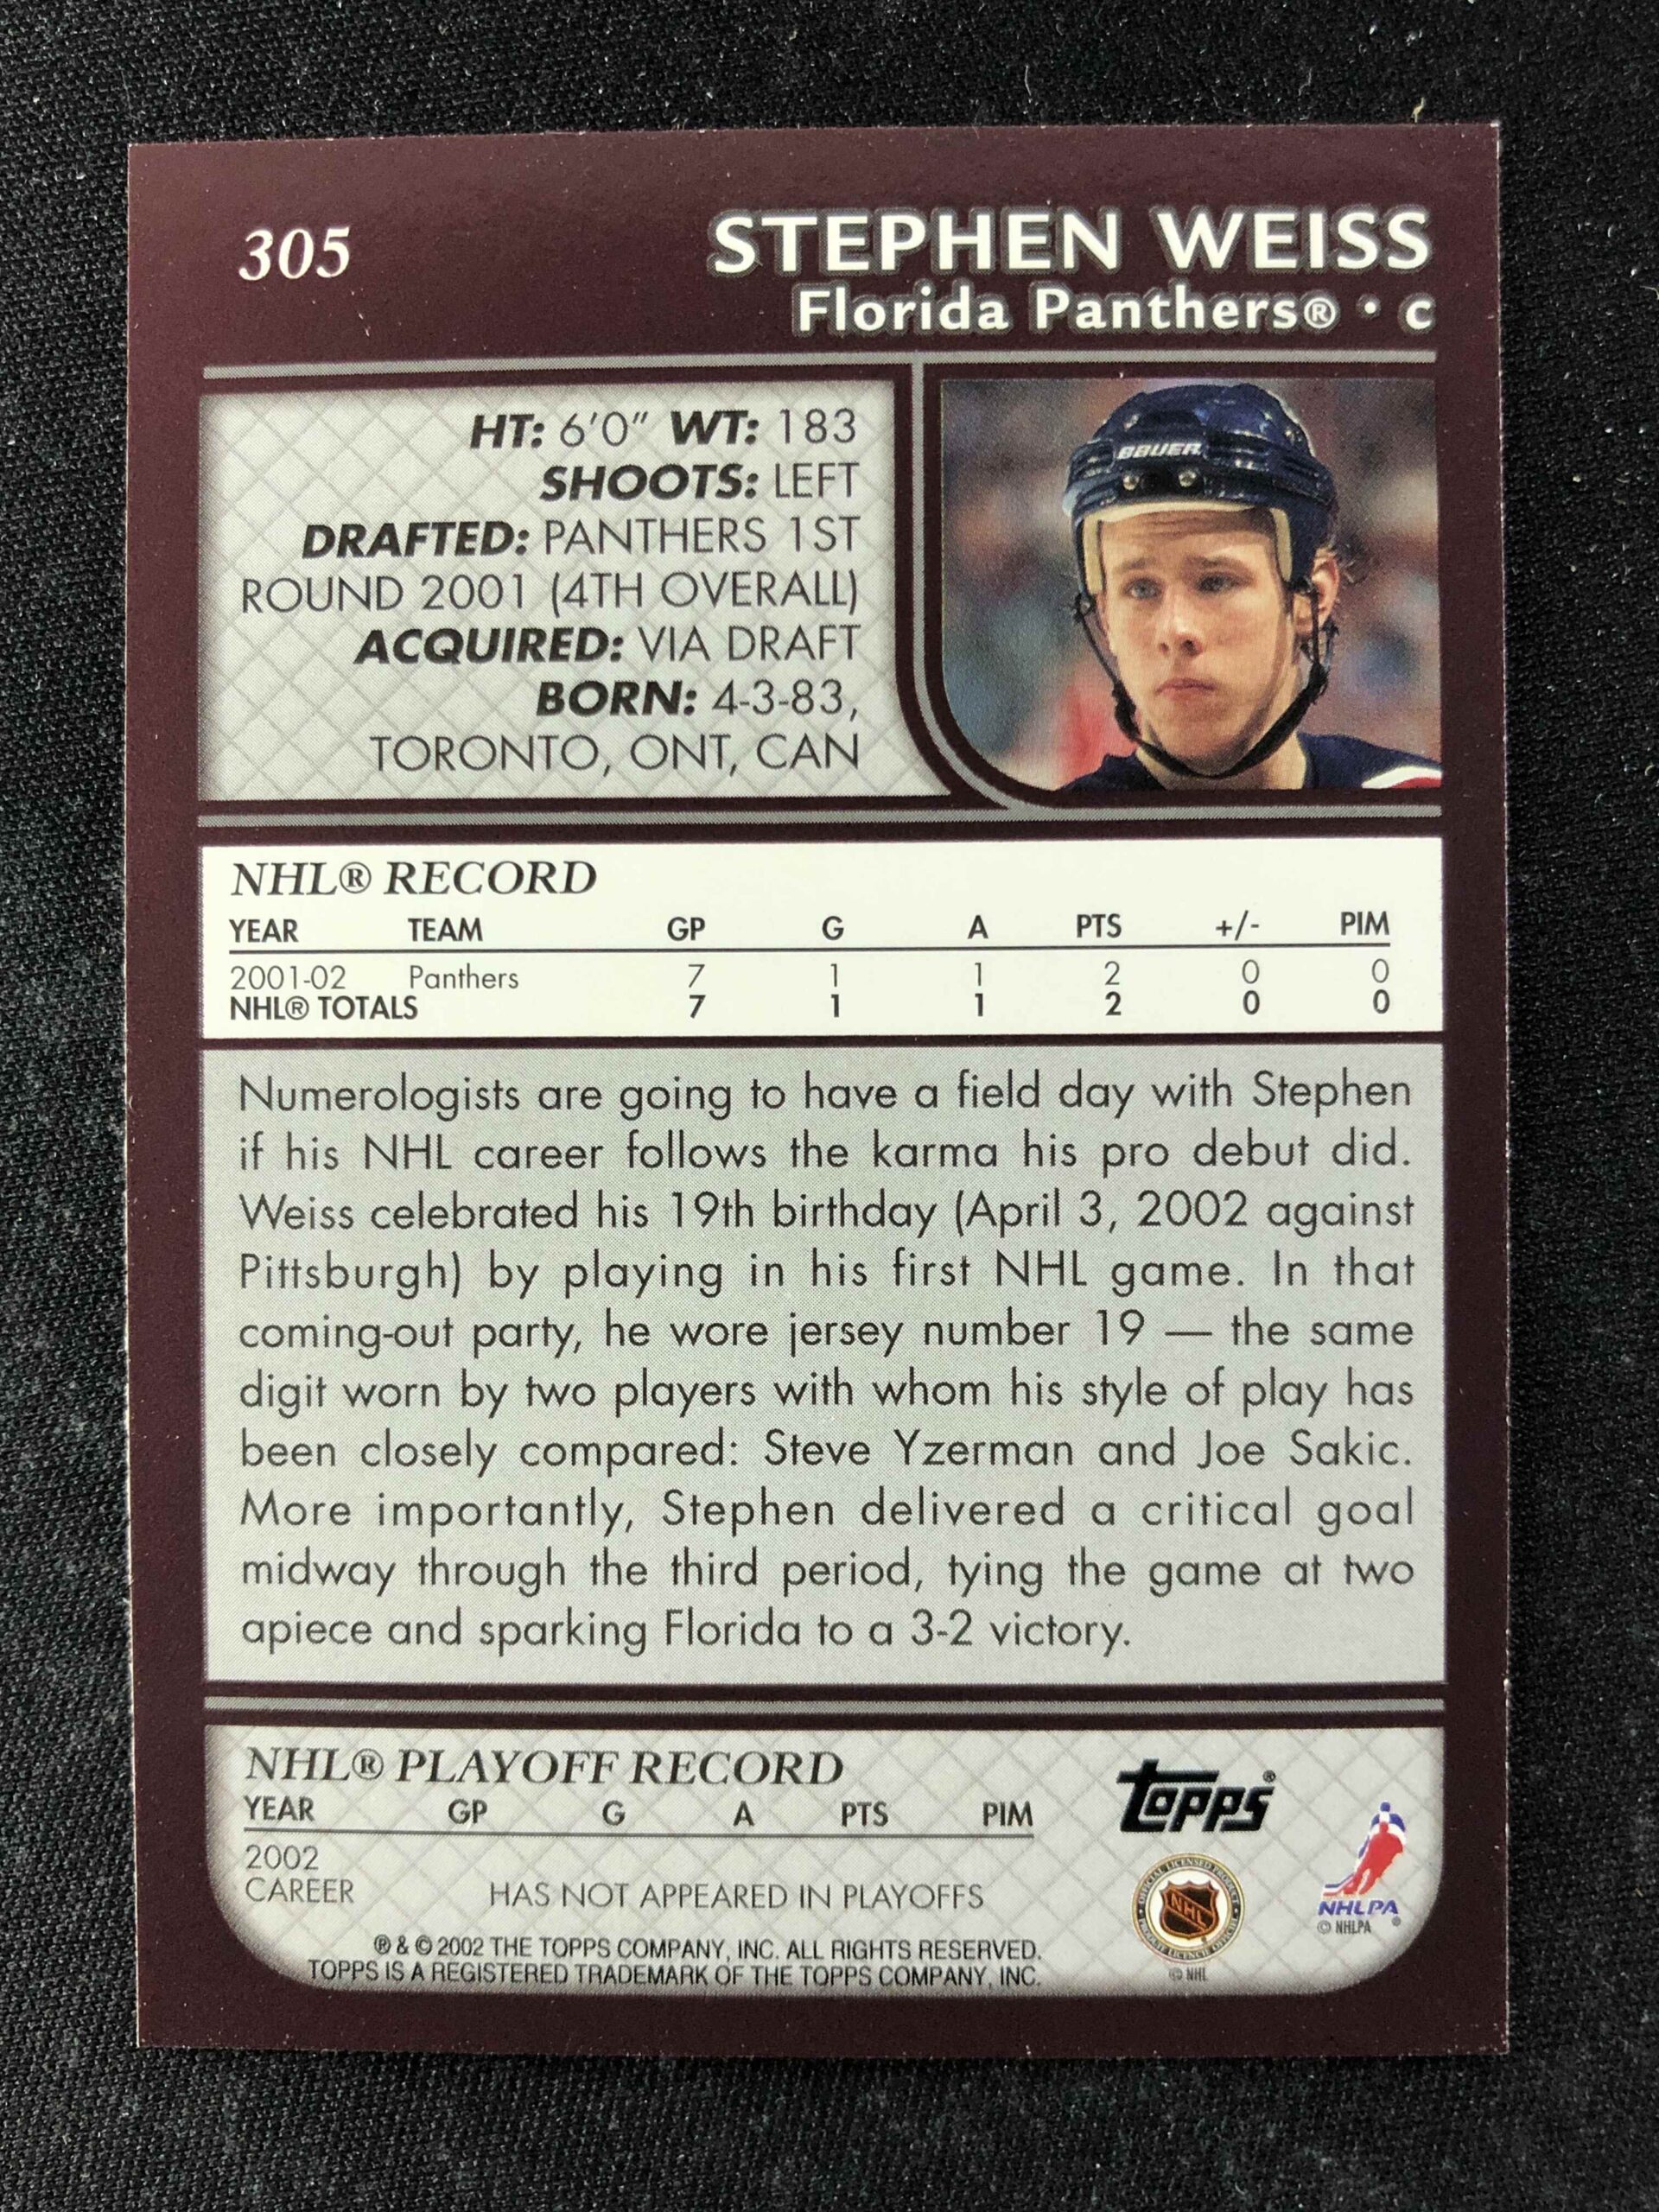 305
STEPHEN WEISS
Florida Panthers® • C
HT: 6'0" WT: 183
SHOOTS: LEFT
DRAFTED: PANTHERS 1ST
ROUND 2001 (4TH OVERALL)
ACQUIRED: VIA DRAFT
BORN: 4-3-83,
TORONTO, ONT, CAN
BAUER
NHL® RECORD
YEAR TEAM GP G A PTS +/- PIM
2001-02 Panthers 7 1 1 2 0 0
NHL® TOTALS 7 1 1 2 0 0
Numerologists are going to have a field day with Stephen
if his NHL career follows the karma his pro debut did.
Weiss celebrated his 19th birthday (April 3, 2002 against
Pittsburgh) by playing in his first NHL game. In that
coming-out party, he wore jersey number 19 — the same
digit worn by two players with whom his style of play has
been closely compared: Steve Yzerman and Joe Sakic.
More importantly, Stephen delivered a critical goal
midway through the third period, tying the game at two
apiece and sparking Florida to a 3-2 victory.
NHL® PLAYOFF RECORD
YEAR GP G A PTS PIM
2002
CAREER HAS NOT APPEARED IN PLAYOFFS
® & © 2002 THE TOPPS COMPANY, INC. ALL RIGHTS RESERVED.
TOPPS IS A REGISTERED TRADEMARK OF THE TOPPS COMPANY, INC.
Topps®
OFFICIAL LICENSED PRODUCT
NHL
© NHL
NHLPA®
© NHLPA